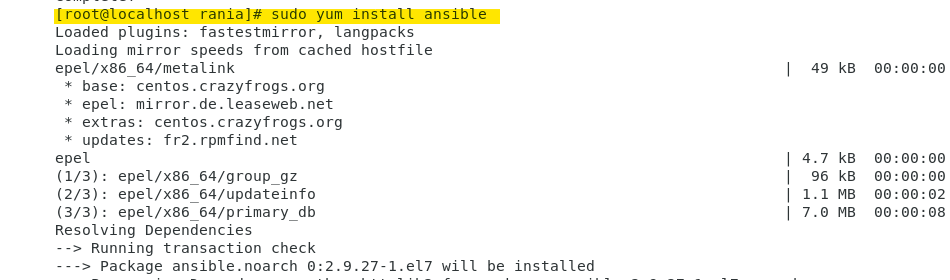 [root@localhost rania]# sudo yum install ansible
Loaded plugins: fastestmirror, langpacks
Loading mirror speeds from cached hostfile
epel/x86_64/metalink | 49 kB 00:00:00
* base: centos.crazyfrogs.org
* epel: mirror.de.leaseweb.net
* extras: centos.crazyfrogs.org
* updates: fr2.rpmfind.net
epel | 4.7 kB 00:00:00
(1/3): epel/x86_64/group_gz | 96 kB 00:00:00
(2/3): epel/x86_64/updateinfo | 1.1 MB 00:00:02
(3/3): epel/x86_64/primary_db | 7.0 MB 00:00:08
Resolving Dependencies
--> Running transaction check
---> Package ansible.noarch 0:2.9.27-1.el7 will be installed